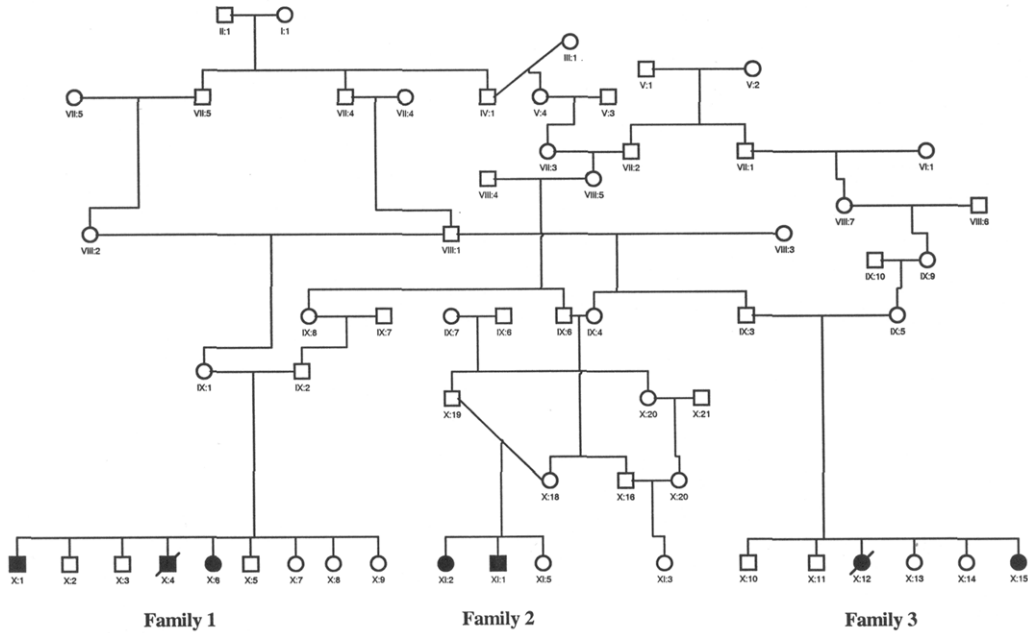 II:1 I:1
III:1
V:1 V:2
VII:5 VII:5 VII:4 VII:4 IV:1 V:4 V:3
VII:3 VII:2 VII:1 VI:1
VIII:4 VIII:5
VIII:7 VIII:6
VIII:2 VIII:1 VIII:3
IX:10 IX:9
IX:8 IX:7 IX:7 IX:6 IX:6 IX:4 IX:3 IX:5
IX:1 IX:2
X:19 X:20 X:21
X:18 X:16 X:20
X:1 X:2 X:3 X:4 X:6 X:5 X:7 X:8 X:9 XI:2 XI:1 XI:5 XI:3 X:10 X:11 X:12 X:13 X:14 X:15
Family 1 Family 2 Family 3